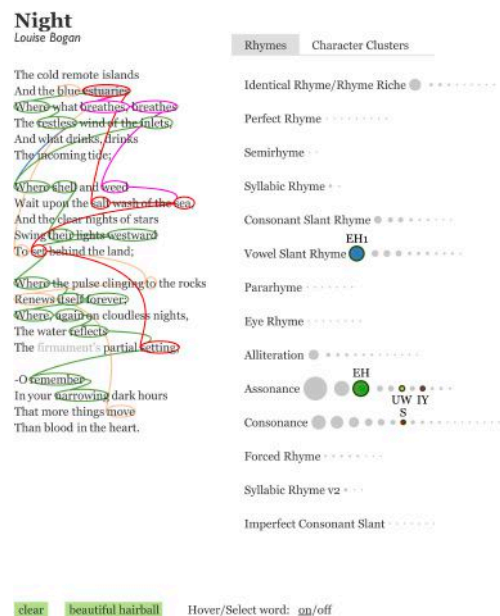 Night
Louise Bogan
The cold remote islands
And the blue estuaries
Where what breathes, breathes
The restless wind of the inlets,
And what drinks, drinks
The incoming tide;
Where shell and weed
Wait upon the salt wash of the sea,
And the clear nights of stars
Swing their lights westward
To set behind the land;
Where the pulse clinging to the rocks
Renews itself forever;
Where, again on cloudless nights,
The water reflects
The firmament's partial setting;
-O remember
In your narrowing dark hours
That more things move
Than blood in the heart.
Rhymes
Character Clusters
Identical Rhyme/Rhyme Riche
Perfect Rhyme
Semirhyme
Syllabic Rhyme
Consonant Slant Rhyme
EH1
Vowel Slant Rhyme
Pararhyme
Eye Rhyme
Alliteration
EH
Assonance
UW IY
S
Consonance
Forced Rhyme
Syllabic Rhyme v2
Imperfect Consonant Slant
clear
beautiful hairball
Hover/Select word: on/off